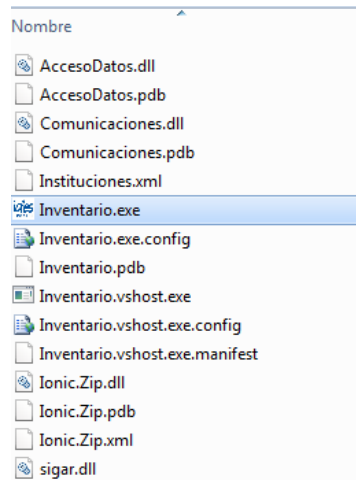 Nombre
AccesoDatos.dll
AccesoDatos.pdb
Comunicaciones.dll
Comunicaciones.pdb
Instituciones.xml
Inventario.exe
Inventario.exe.config
Inventario.pdb
Inventario.vshost.exe
Inventario.vshost.exe.config
Inventario.vshost.exe.manifest
Ionic.Zip.dll
Ionic.Zip.pdb
Ionic.Zip.xml
sigar.dll